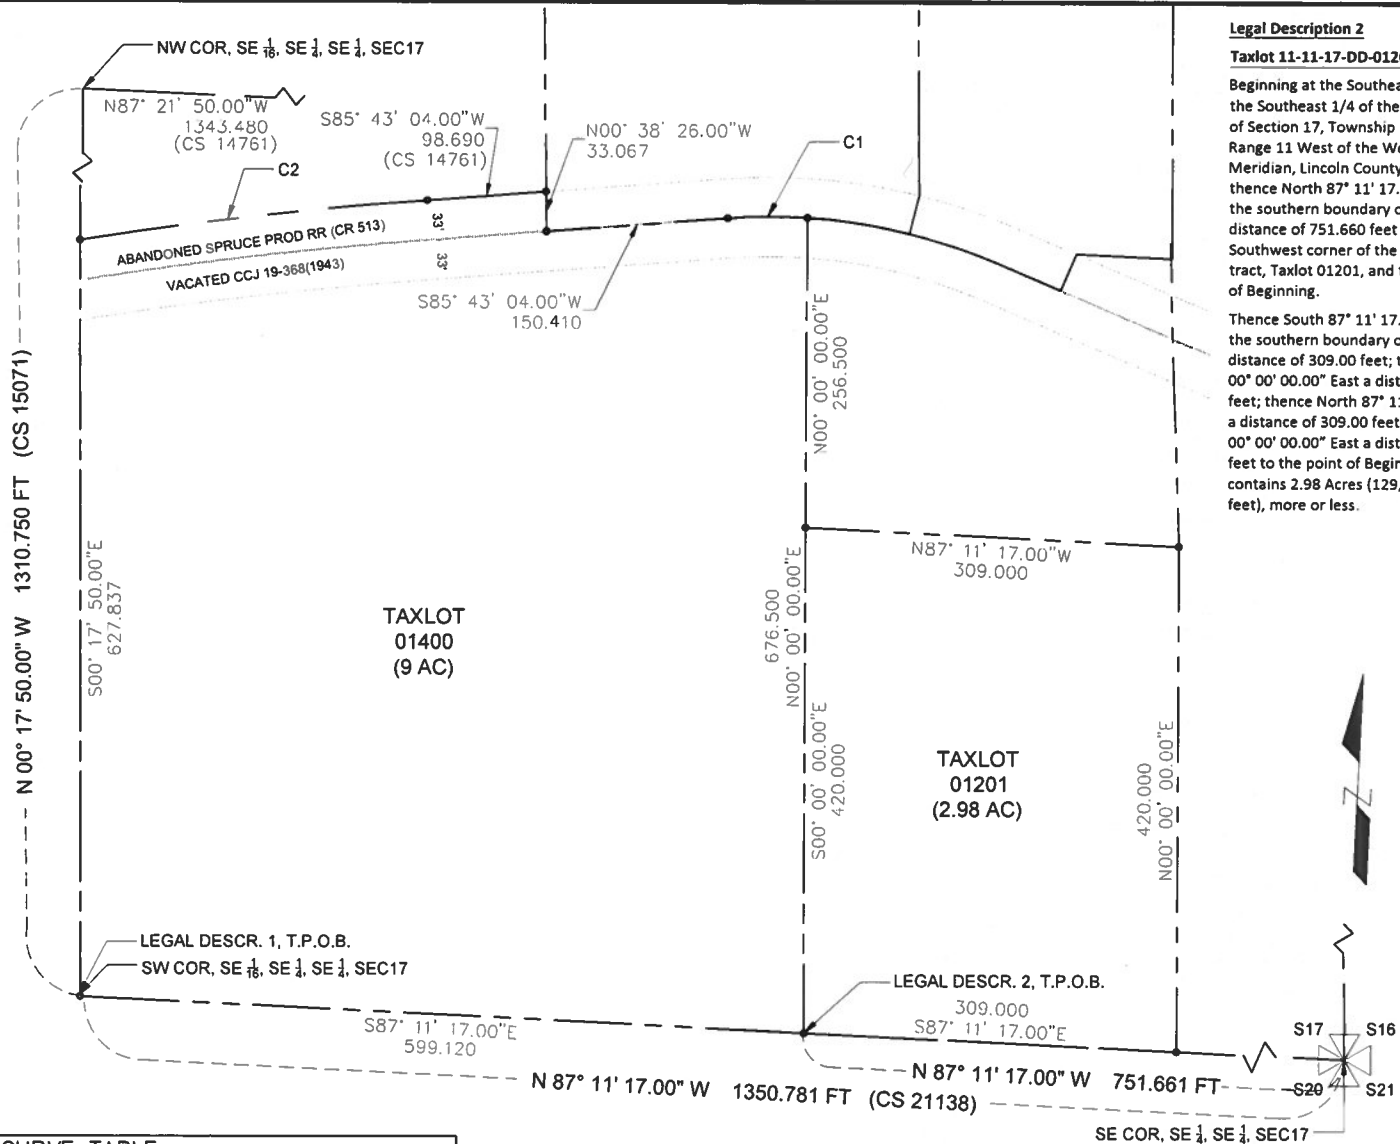 NW COR, SE 1/16, SE 1/4, SE 1/4, SEC17
N87° 21' 50.00"W
1343.480
(CS 14761)
S85° 43' 04.00"W
98.690
(CS 14761)
N00° 38' 26.00"W
33.067
C1
C2
ABANDONED SPRUCE PROD RR (CR 513)
VACATED CCJ 19-368(1943)
33'
33'
S85° 43' 04.00"W
150.410
N00° 00' 00.00"E
256.500
Legal Description 2
Taxlot 11-11-17-DD-0120
Beginning at the Southea
the Southeast 1/4 of the
of Section 17, Township
Range 11 West of the W
Meridian, Lincoln County
thence North 87° 11' 17.
the southern boundary o
distance of 751.660 feet
Southwest corner of the
tract, Taxlot 01201, and
of Beginning.
Thence South 87° 11' 17.
the southern boundary o
distance of 309.00 feet; t
00° 00' 00.00" East a dist
feet; thence North 87° 11
a distance of 309.00 feet
00° 00' 00.00" East a dist
feet to the point of Begin
contains 2.98 Acres (129,
feet), more or less.
N 00° 17' 50.00" W 1310.750 FT (CS 15071)
S00° 17' 50.00"E
627.837
TAXLOT
01400
(9 AC)
N87° 11' 17.00"W
309.000
676.500
N00° 00' 00.00"E
S00° 00' 00.00"E
420.000
TAXLOT
01201
(2.98 AC)
420.000
N00° 00' 00.00"E
Z
LEGAL DESCR. 1, T.P.O.B.
SW COR, SE 1/16, SE 1/4, SE 1/4, SEC17
LEGAL DESCR. 2, T.P.O.B.
309.000
S87° 11' 17.00"E
S87° 11' 17.00"E
599.120
S17 S16
S20 S21
N 87° 11' 17.00" W 751.661 FT
N 87° 11' 17.00" W 1350.781 FT (CS 21138)
SE COR, SE 1/4, SE 1/4, SEC17
CURVE TABLE